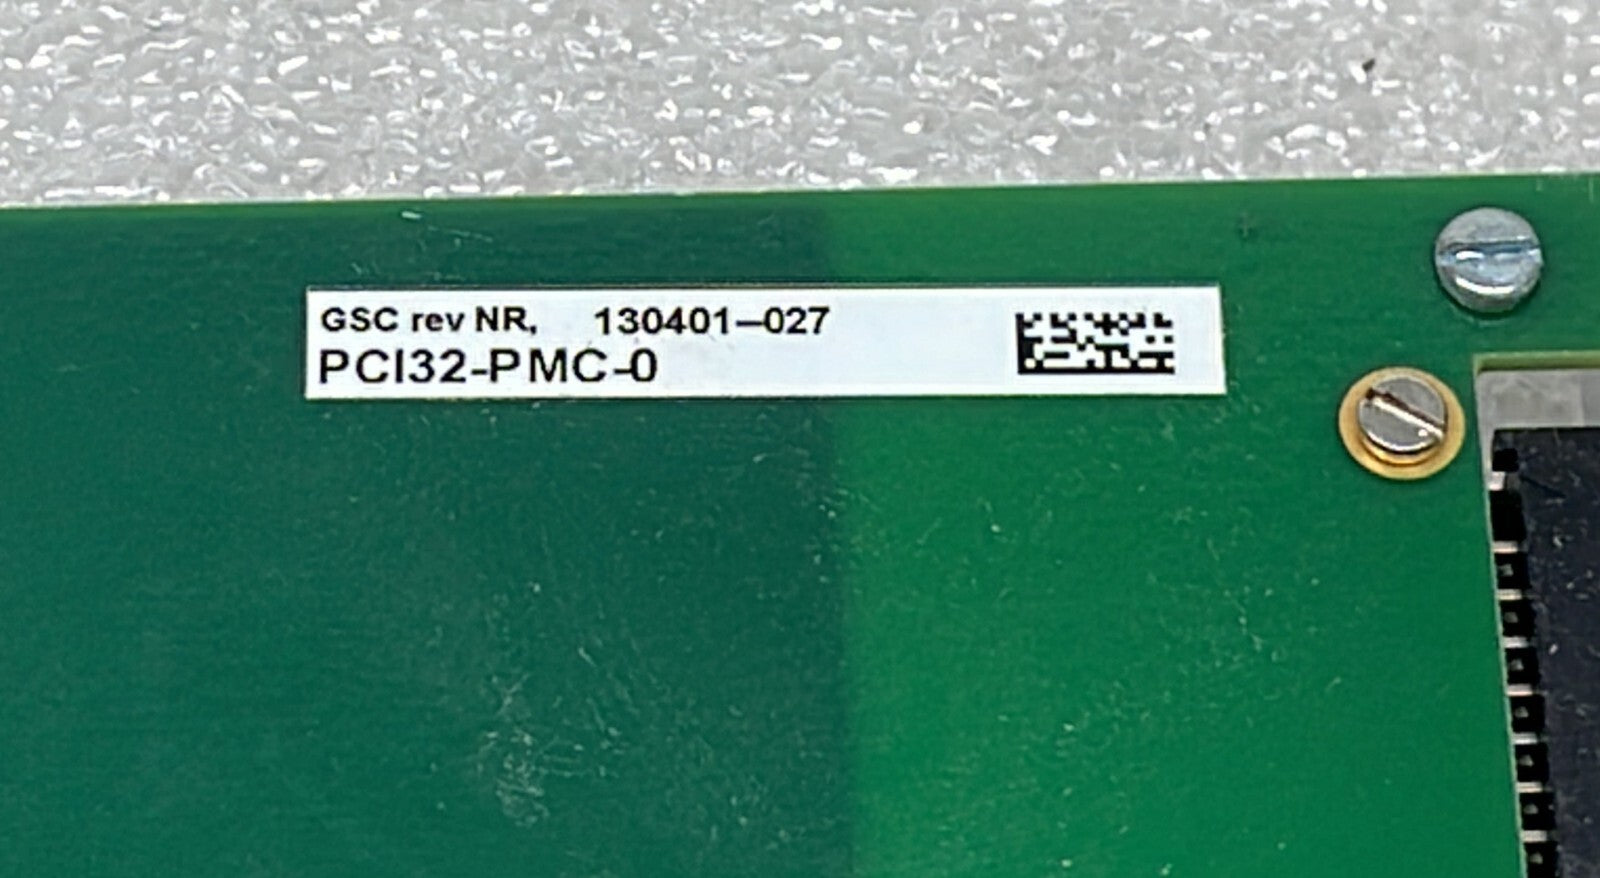 GSC rev NR, 130401-027
PCI32-PMC-0